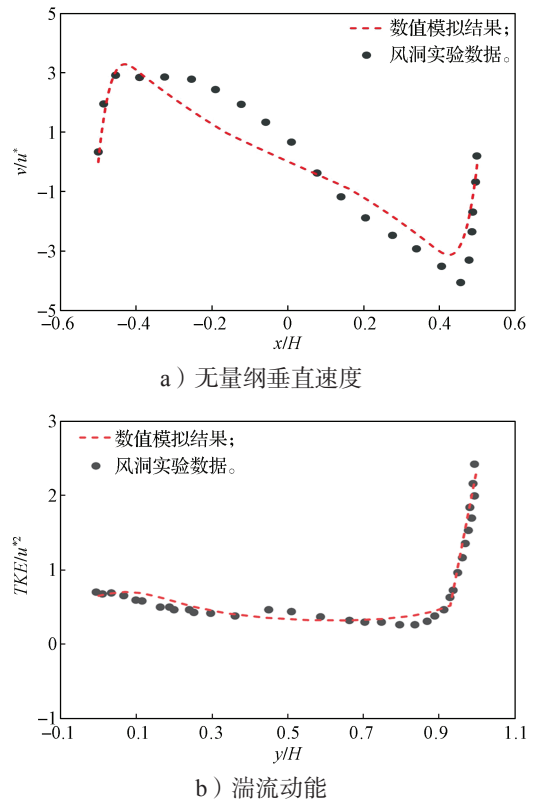 5
3
1
−1
−3
−5
v/u*
数值模拟结果；
风洞实验数据。
−0.6 −0.4 −0.2 0 0.2 0.4 0.6
x/H
a）无量纲垂直速度
3
2
1
0
−1
TKE/u*²
数值模拟结果；
风洞实验数据。
−0.1 0.1 0.3 0.5 0.7 0.9 1.1
y/H
b）湍流动能